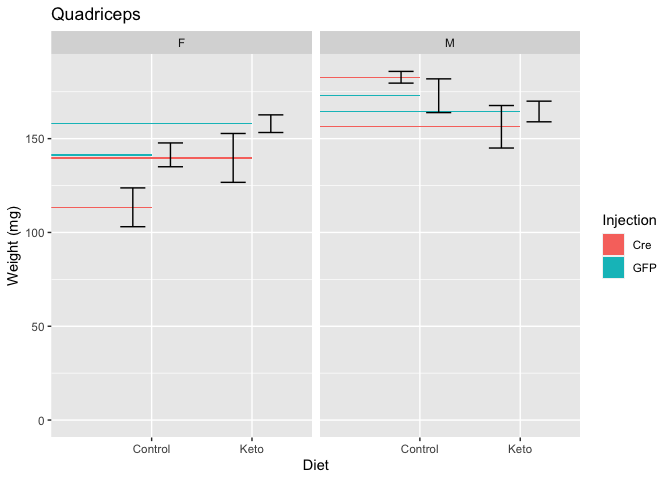 Quadriceps
F
M
150
100
50
0
Weight (mg)
Control
Keto
Control
Keto
Diet
Injection
Cre
GFP